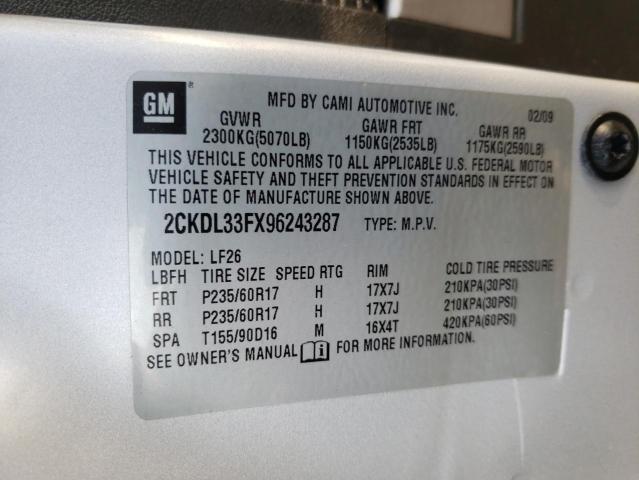 GM
MFD BY CAMI AUTOMOTIVE INC. 02/09
GVWR GAWR FRT GAWR RR
2300KG(5070LB) 1150KG(2535LB) 1175KG(2590LB)
THIS VEHICLE CONFORMS TO ALL APPLICABLE U.S. FEDERAL MOTOR
VEHICLE SAFETY AND THEFT PREVENTION STANDARDS IN EFFECT ON
THE DATE OF MANUFACTURE SHOWN ABOVE.
2CKDL33FX96243287 TYPE: M.P.V.
MODEL: LF26
LBFH TIRE SIZE SPEED RTG RIM COLD TIRE PRESSURE
FRT P235/60R17 H 17X7J 210KPA(30PSI)
RR P235/60R17 H 17X7J 210KPA(30PSI)
SPA T155/90D16 M 16X4T 420KPA(60PSI)
SEE OWNER'S MANUAL i FOR MORE INFORMATION.